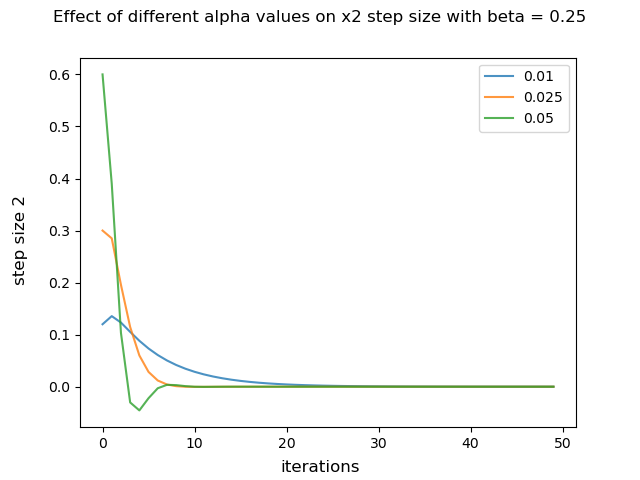 Effect of different alpha values on x2 step size with beta = 0.25
0.01
0.025
0.05
step size 2
0.6
0.5
0.4
0.3
0.2
0.1
0.0
0 10 20 30 40 50
iterations